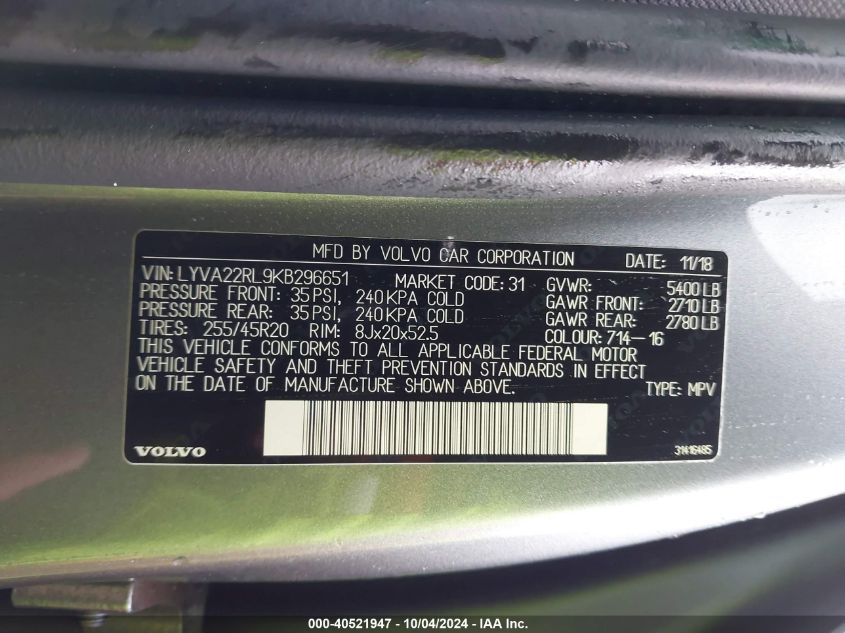 MFD BY VOLVO CAR CORPORATION DATE: 11/18
VIN: LYVA22RL9KB296651 MARKET CODE: 31 GVWR: 5400 LB
PRESSURE FRONT: 35 PSI, 240 KPA COLD GAWR FRONT: 2710 LB
PRESSURE REAR: 35 PSI, 240 KPA COLD GAWR REAR: 2780 LB
TIRES: 255/45R20 RIM: 8Jx20x52.5 COLOUR: 714-16
THIS VEHICLE CONFORMS TO ALL APPLICABLE FEDERAL MOTOR
VEHICLE SAFETY AND THEFT PREVENTION STANDARDS IN EFFECT
ON THE DATE OF MANUFACTURE SHOWN ABOVE. TYPE: MPV
VOLVO 31416485
000-40521947 - 10/04/2024 - IAA Inc.